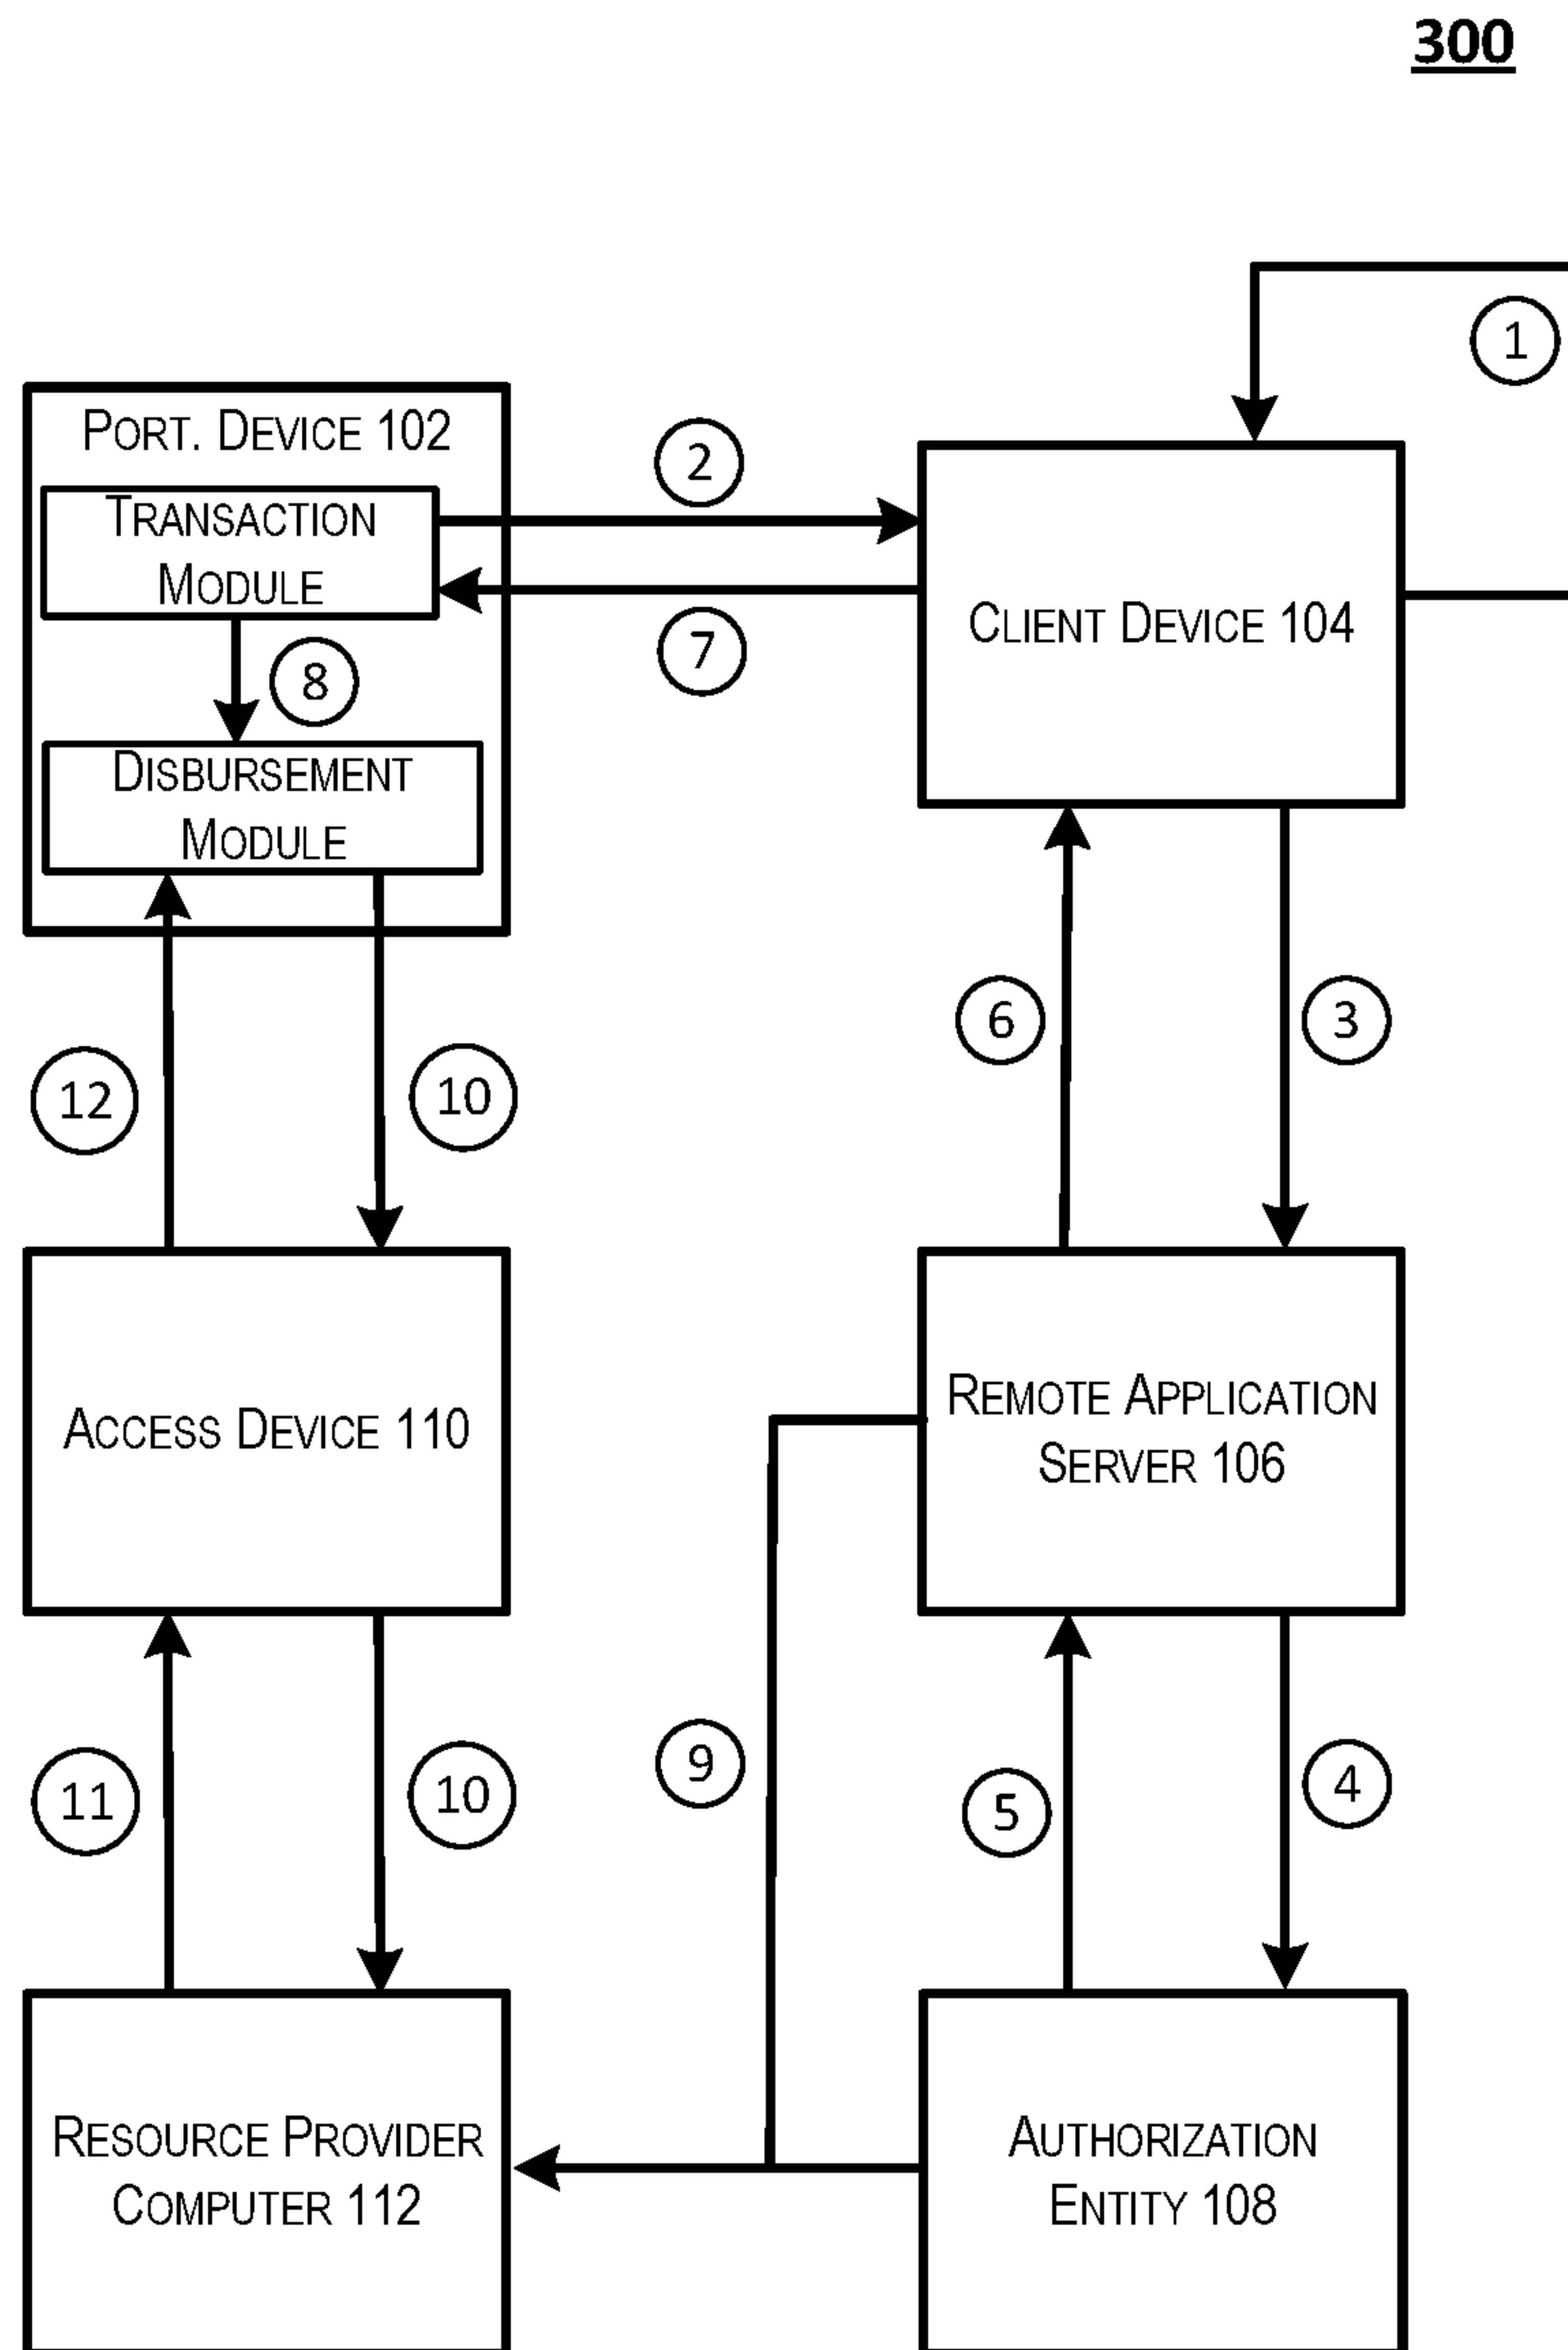 300
1
PORT. DEVICE 102
2
TRANSACTION
MODULE
7
CLIENT DEVICE 104
8
DISBURSEMENT
MODULE
6
3
12
10
ACCESS DEVICE 110
REMOTE APPLICATION
SERVER 106
11
10
9
5
4
RESOURCE PROVIDER
COMPUTER 112
AUTHORIZATION
ENTITY 108